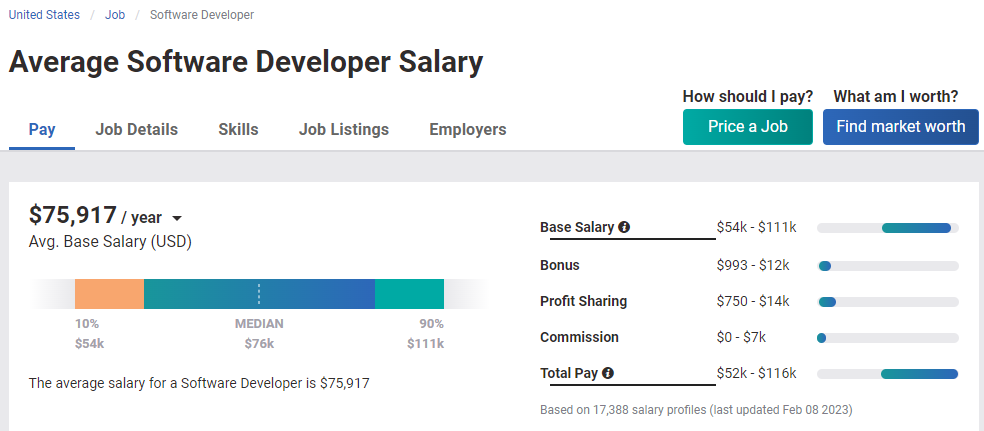 United States / Job / Software Developer
Average Software Developer Salary
How should I pay? What am I worth?
Pay Job Details Skills Job Listings Employers Price a Job Find market worth
$75,917 / year
Avg. Base Salary (USD)
10% MEDIAN 90%
$54k $76k $111k
The average salary for a Software Developer is $75,917
Base Salary $54k - $111k
Bonus $993 - $12k
Profit Sharing $750 - $14k
Commission $0 - $7k
Total Pay $52k - $116k
Based on 17,388 salary profiles (last updated Feb 08 2023)